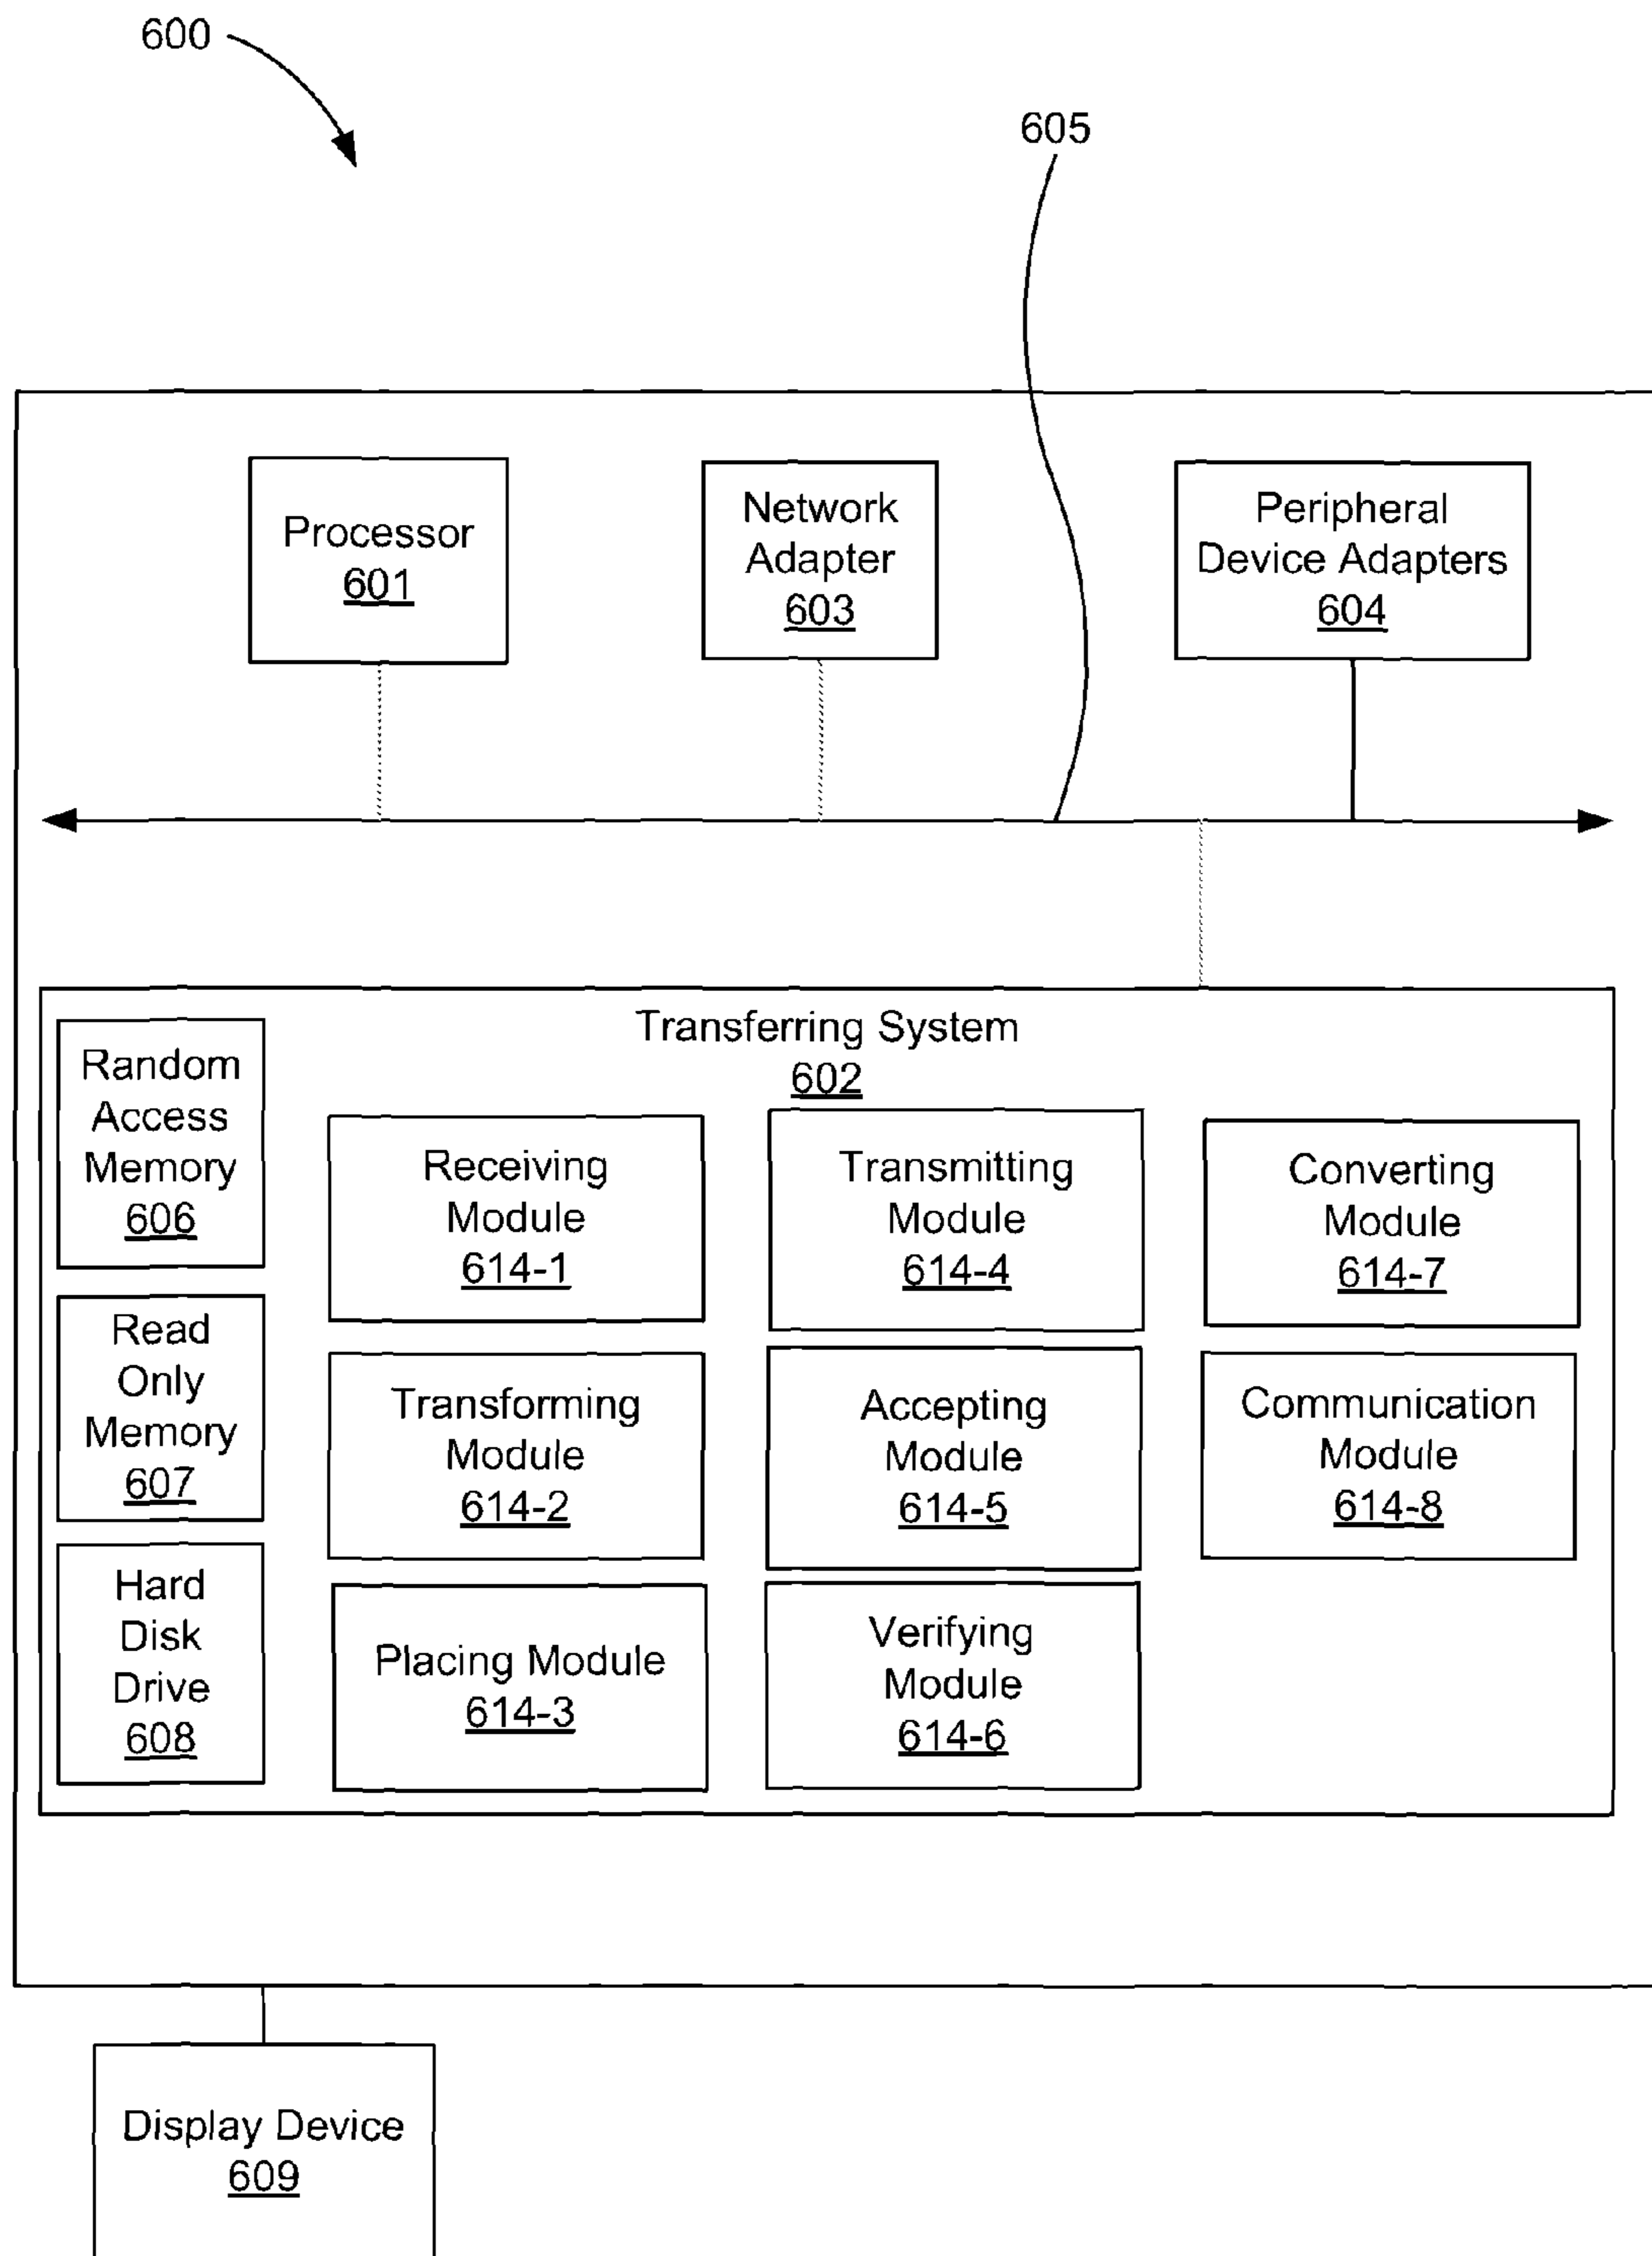 600
605
Processor
601
Network
Adapter
603
Peripheral
Device Adapters
604
Transferring System
602
Random
Access
Memory
606
Read
Only
Memory
607
Hard
Disk
Drive
608
Receiving
Module
614-1
Transforming
Module
614-2
Placing Module
614-3
Transmitting
Module
614-4
Accepting
Module
614-5
Verifying
Module
614-6
Converting
Module
614-7
Communication
Module
614-8
Display Device
609